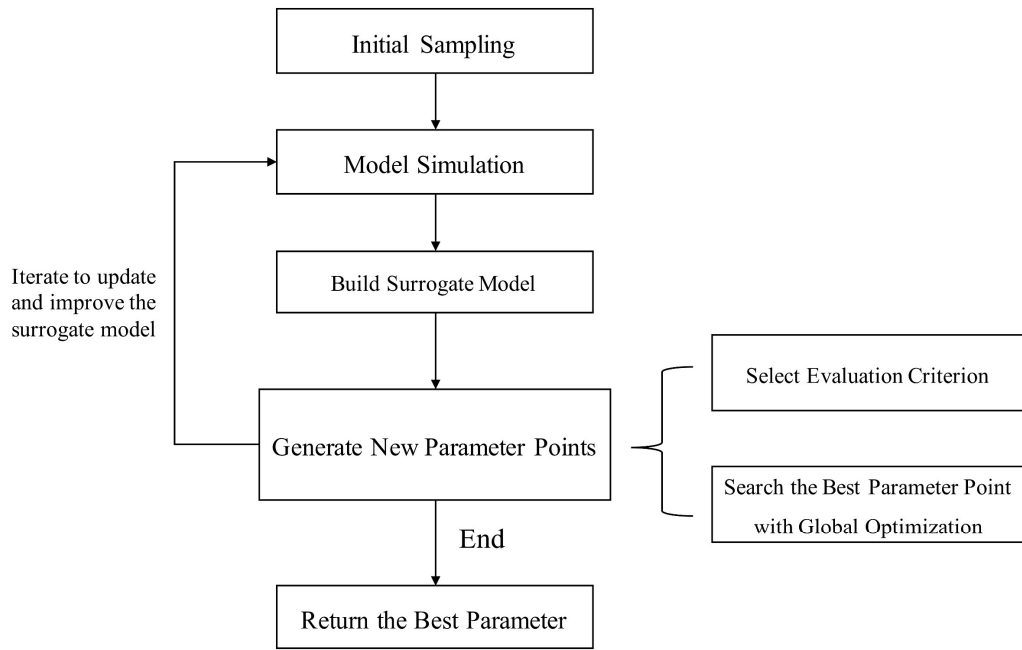 Initial Sampling
Model Simulation
Iterate to update
and improve the
surrogate model
Build Surrogate Model
Generate New Parameter Points
Select Evaluation Criterion
Search the Best Parameter Point
with Global Optimization
End
Return the Best Parameter